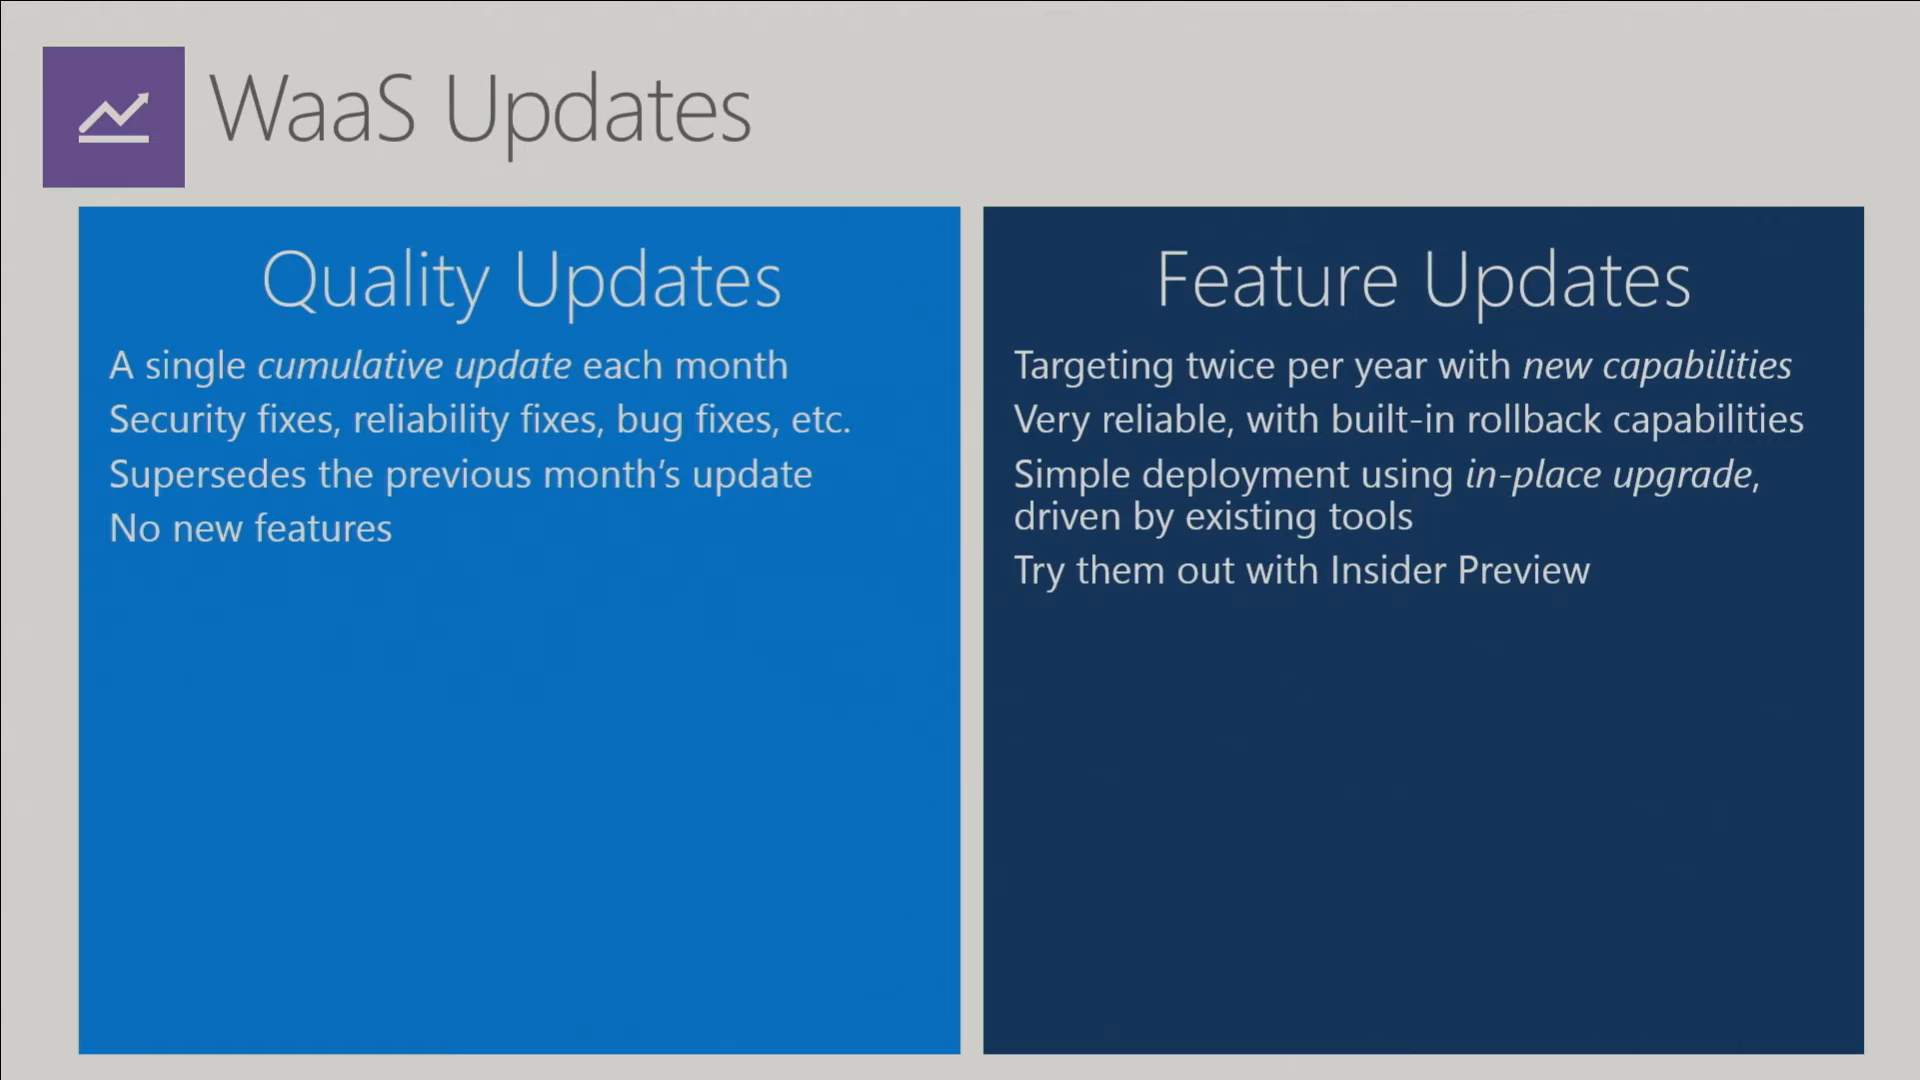 WaaS Updates
Quality Updates
A single cumulative update each month
Security fixes, reliability fixes, bug fixes, etc.
Supersedes the previous month’s update
No new features
Feature Updates
Targeting twice per year with new capabilities
Very reliable, with built-in rollback capabilities
Simple deployment using in-place upgrade,
driven by existing tools
Try them out with Insider Preview